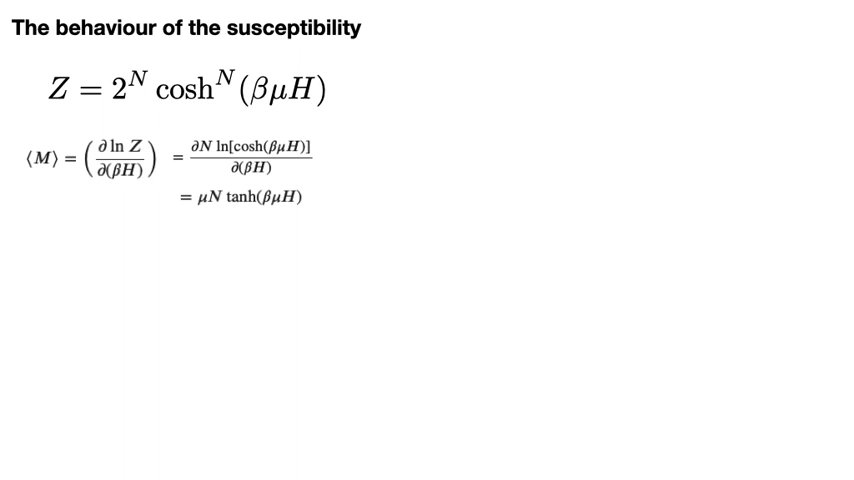 The behaviour of the susceptibility
Z = 2^N cosh^N(βμH)
⟨M⟩ = (∂ ln Z / ∂(βH)) = ∂N ln[cosh(βμH)] / ∂(βH)
= μN tanh(βμH)